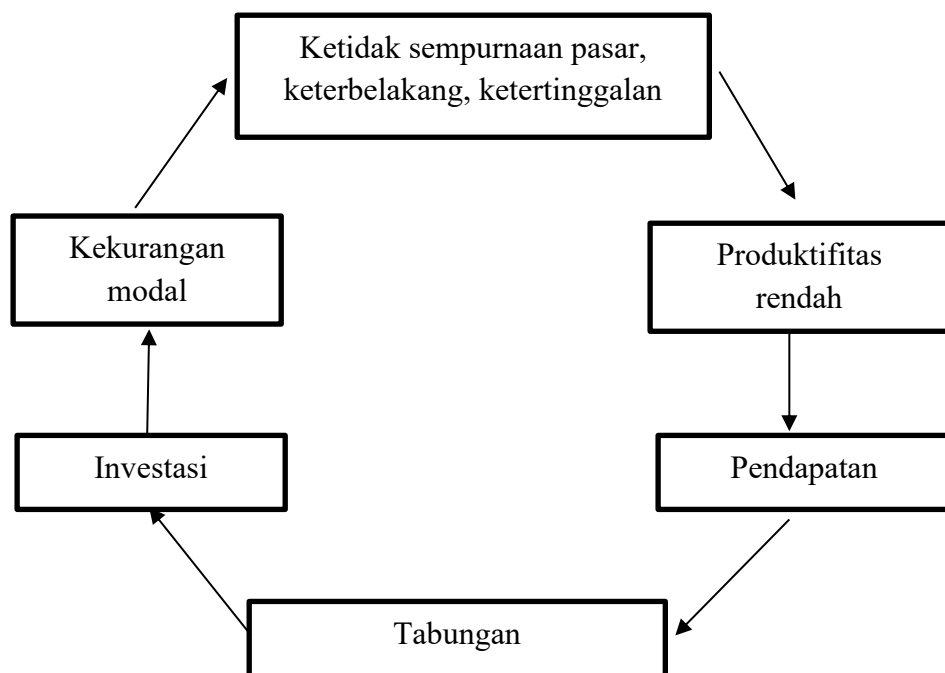 Ketidak sempurnaan pasar,
keterbelakang, ketertinggalan
Kekurangan
modal
Produktifitas
rendah
Investasi
Pendapatan
Tabungan